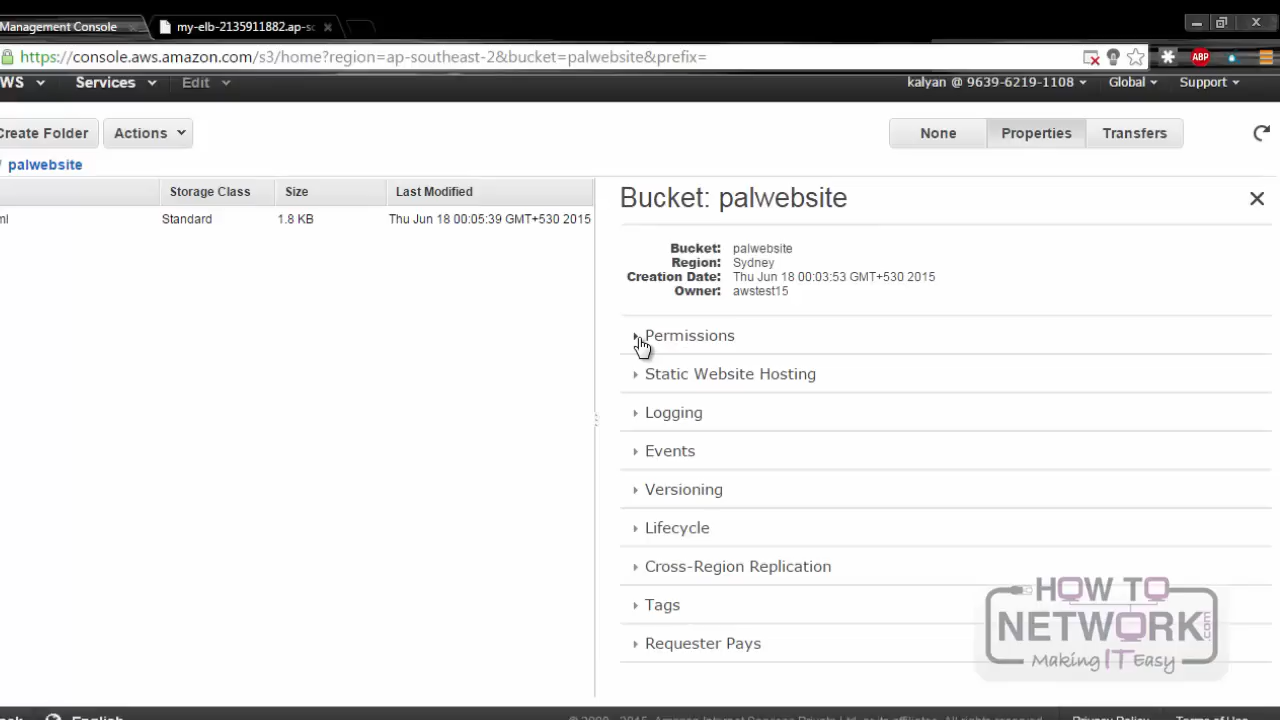 Management Console
my-elb-2135911882.ap-sc
https://console.aws.amazon.com/s3/home?region=ap-southeast-2&bucket=palwebsite&prefix=
ABP
WS Services Edit kalyan @ 9639-6219-1108 Global Support
Create Folder Actions None Properties Transfers
/ palwebsite
Storage Class Size Last Modified
ml Standard 1.8 KB Thu Jun 18 00:05:39 GMT+530 2015
Bucket: palwebsite
Bucket: palwebsite
Region: Sydney
Creation Date: Thu Jun 18 00:03:53 GMT+530 2015
Owner: awstest15
Permissions
Static Website Hosting
Logging
Events
Versioning
Lifecycle
Cross-Region Replication
Tags
Requester Pays
HOW TO
NETWORK.com
Making IT Easy
English